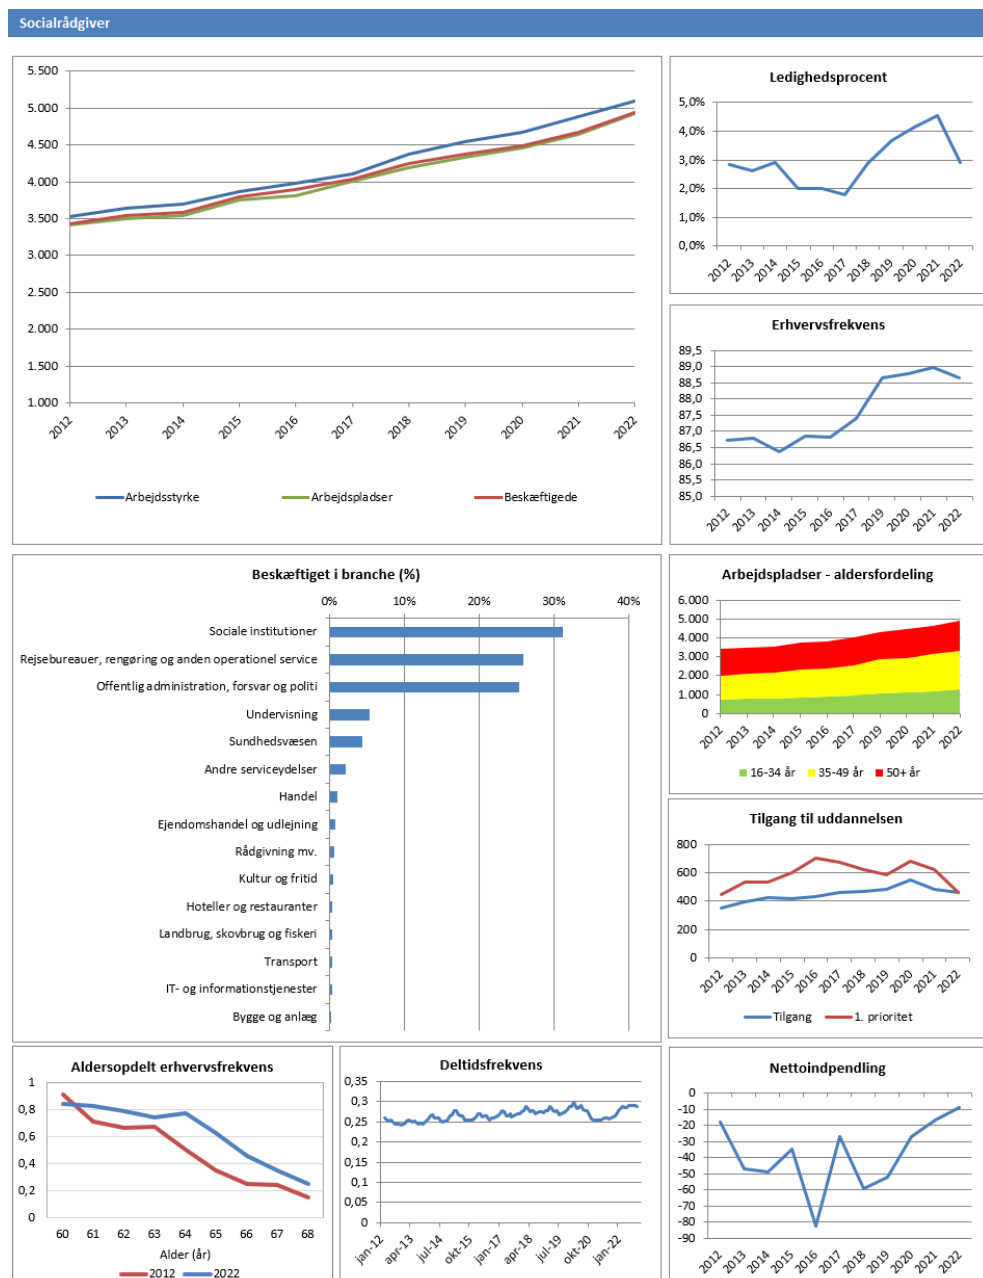 Socialrådgiver
5.500
5.000
4.500
4.000
3.500
3.000
2.500
2.000
1.500
1.000
2012 2013 2014 2015 2016 2017 2018 2019 2020 2021 2022
Arbejdsstyrke Arbejdspladser Beskæftigede
Ledighedsprocent
5,0%
4,0%
3,0%
2,0%
1,0%
0,0%
2012 2013 2014 2015 2016 2017 2018 2019 2020 2021 2022
Erhvervsfrekvens
89,5
89,0
88,5
88,0
87,5
87,0
86,5
86,0
85,5
85,0
2012 2013 2014 2015 2016 2017 2018 2019 2020 2021 2022
Beskæftiget i branche (%)
0% 10% 20% 30% 40%
Sociale institutioner
Rejsebureauer, rengøring og anden operationel service
Offentlig administration, forsvar og politi
Undervisning
Sundhedsvæsen
Andre serviceydelser
Handel
Ejendomshandel og udlejning
Rådgivning mv.
Kultur og fritid
Hoteller og restauranter
Landbrug, skovbrug og fiskeri
Transport
IT- og informationstjenester
Bygge og anlæg
Arbejdspladser - aldersfordeling
6.000
5.000
4.000
3.000
2.000
1.000
0
2012 2013 2014 2015 2016 2017 2018 2019 2020 2021 2022
16-34 år 35-49 år 50+ år
Tilgang til uddannelsen
800
600
400
200
0
2012 2013 2014 2015 2016 2017 2018 2019 2020 2021 2022
Tilgang 1. prioritet
Aldersopdelt erhvervsfrekvens
1
0,8
0,6
0,4
0,2
0
60 61 62 63 64 65 66 67 68
Alder (år)
2012 2022
Deltidsfrekvens
0,35
0,3
0,25
0,2
0,15
0,1
0,05
0
jan-12 apr-13 jul-14 okt-15 jan-17 apr-18 jul-19 okt-20 jan-22
Nettoindpendling
0
-10
-20
-30
-40
-50
-60
-70
-80
-90
2012 2013 2014 2015 2016 2017 2018 2019 2020 2021 2022